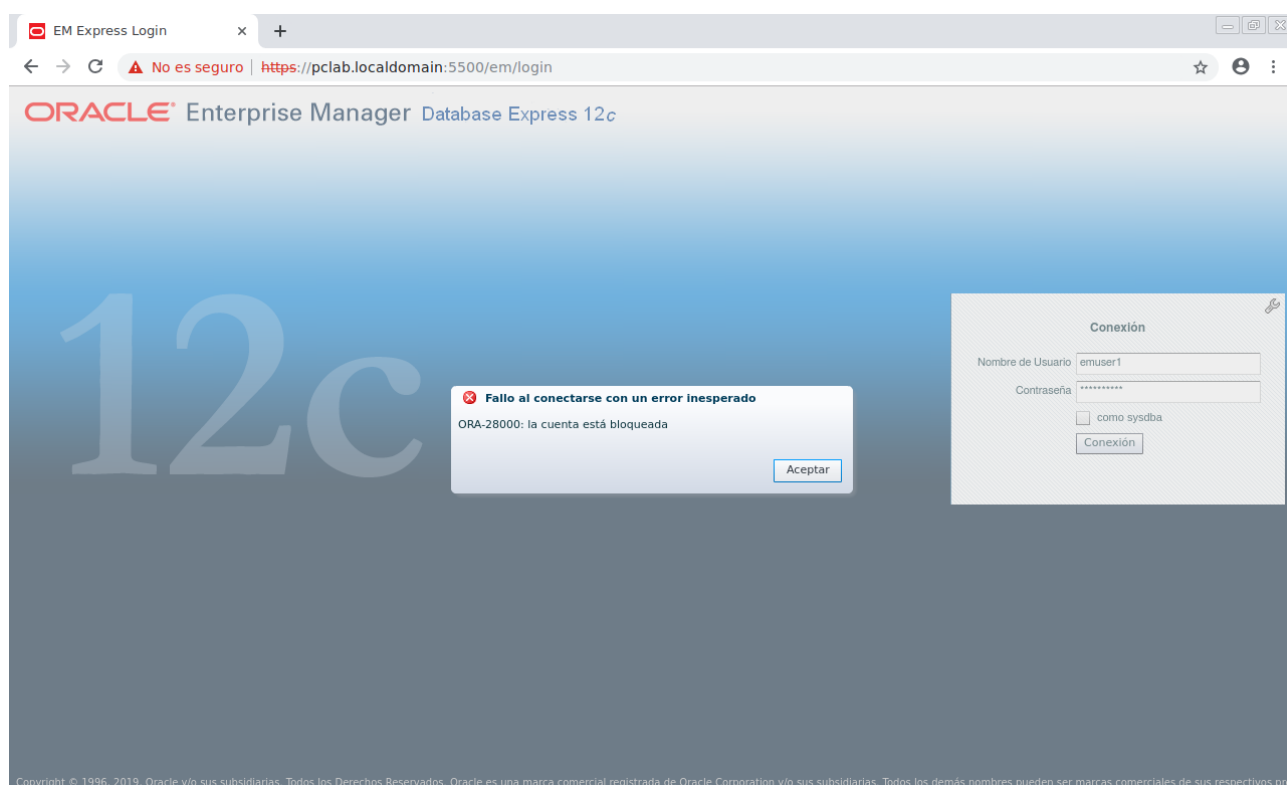 EM Express Login
No es seguro | https://pclab.localdomain:5500/em/login
ORACLE® Enterprise Manager Database Express 12c
12c
Conexión
Nombre de Usuario emuser1
Contraseña **********
como sysdba
Conexión
Fallo al conectarse con un error inesperado
ORA-28000: la cuenta está bloqueada
Aceptar
Copyright © 1996, 2019, Oracle y/o sus subsidiarias. Todos los Derechos Reservados. Oracle es una marca comercial registrada de Oracle Corporation y/o sus subsidiarias. Todos los demás nombres pueden ser marcas comerciales de sus respectivos